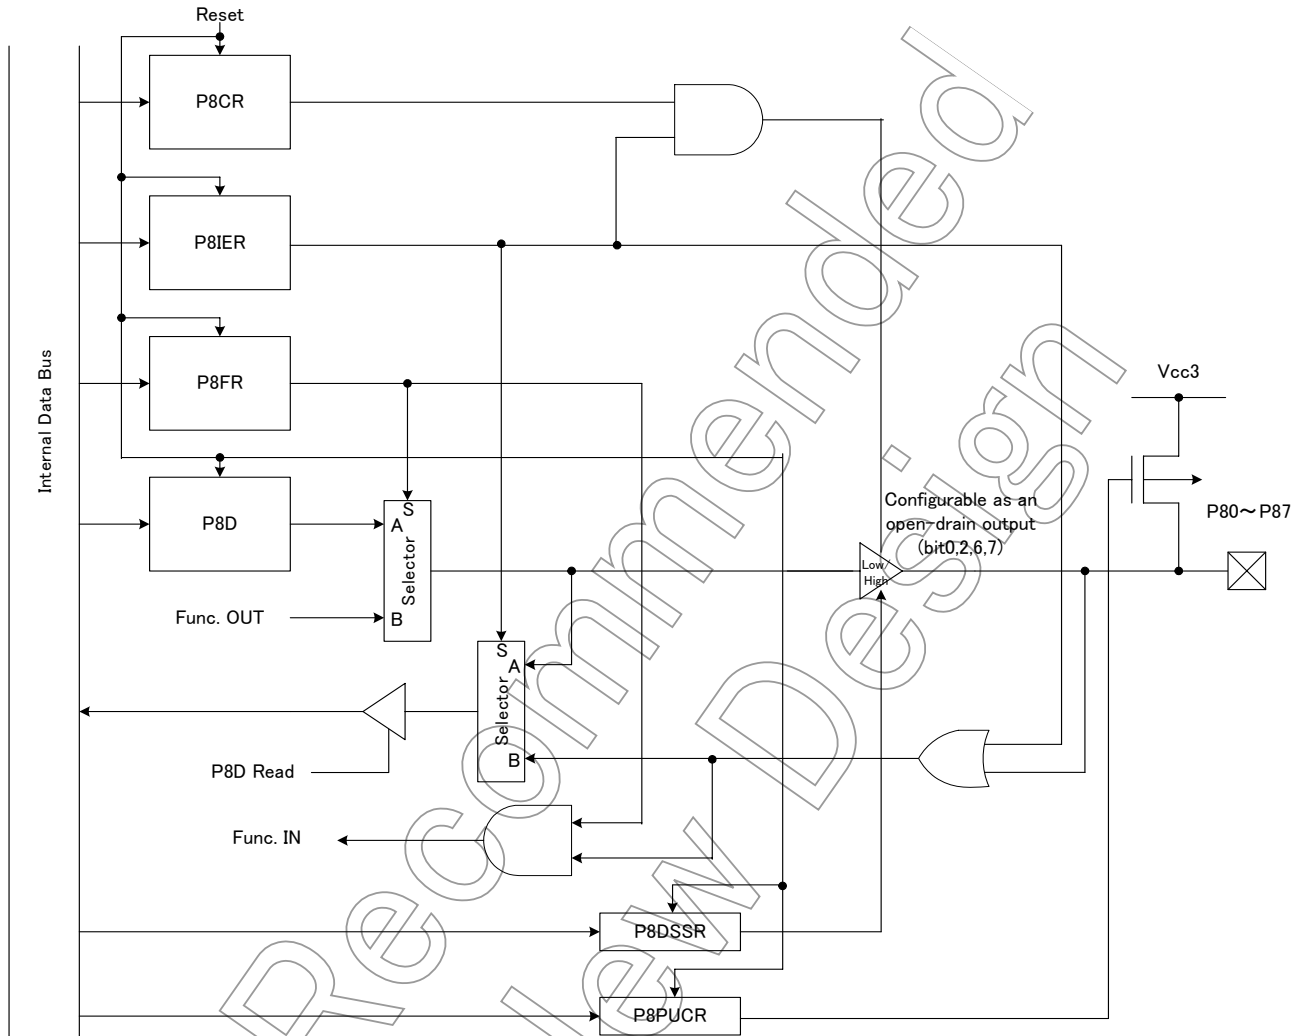 Reset
P8CR
P8IER
P8FR
Internal Data Bus
Vcc3
P8D
S
A
Selector
B
Configurable as an
open-drain output
(bit0,2,6,7)
P80～P87
Low/
High
Func. OUT
S
A
Selector
B
P8D Read
Func. IN
P8DSSR
P8PUCR
Recommended
ew Design